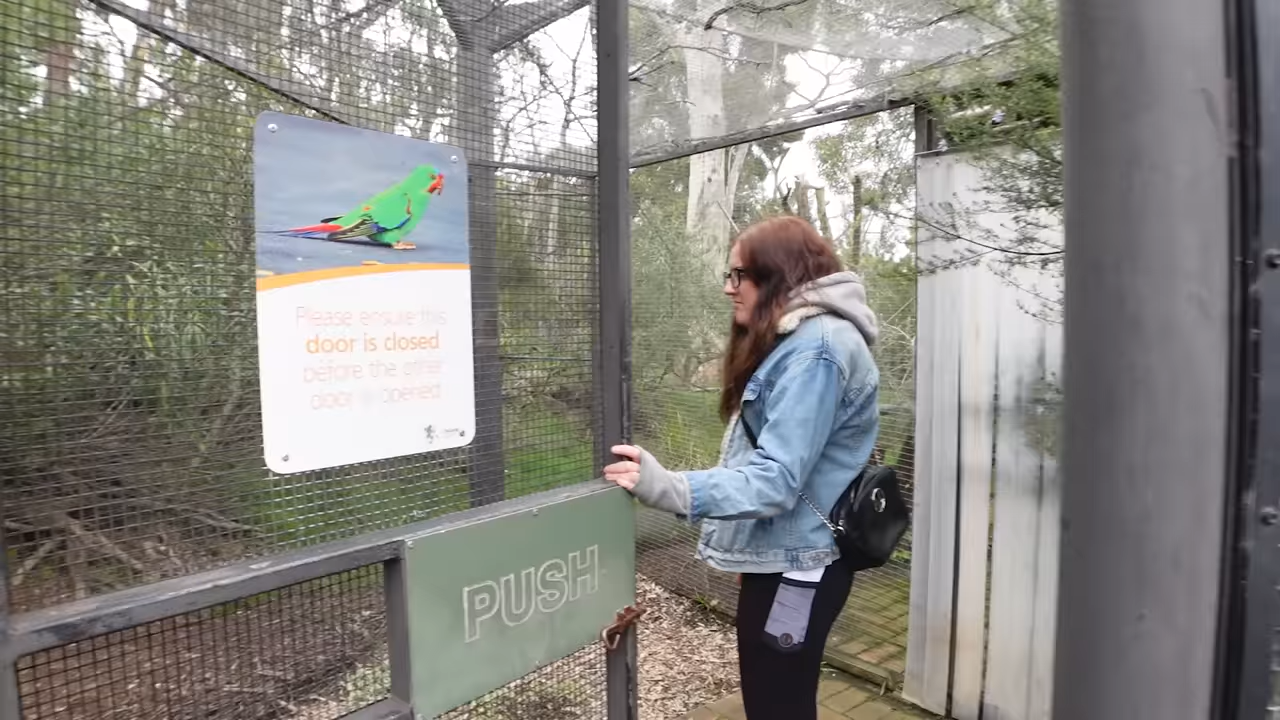 Please ensure this
door is closed
before the other
door is opened
PUSH